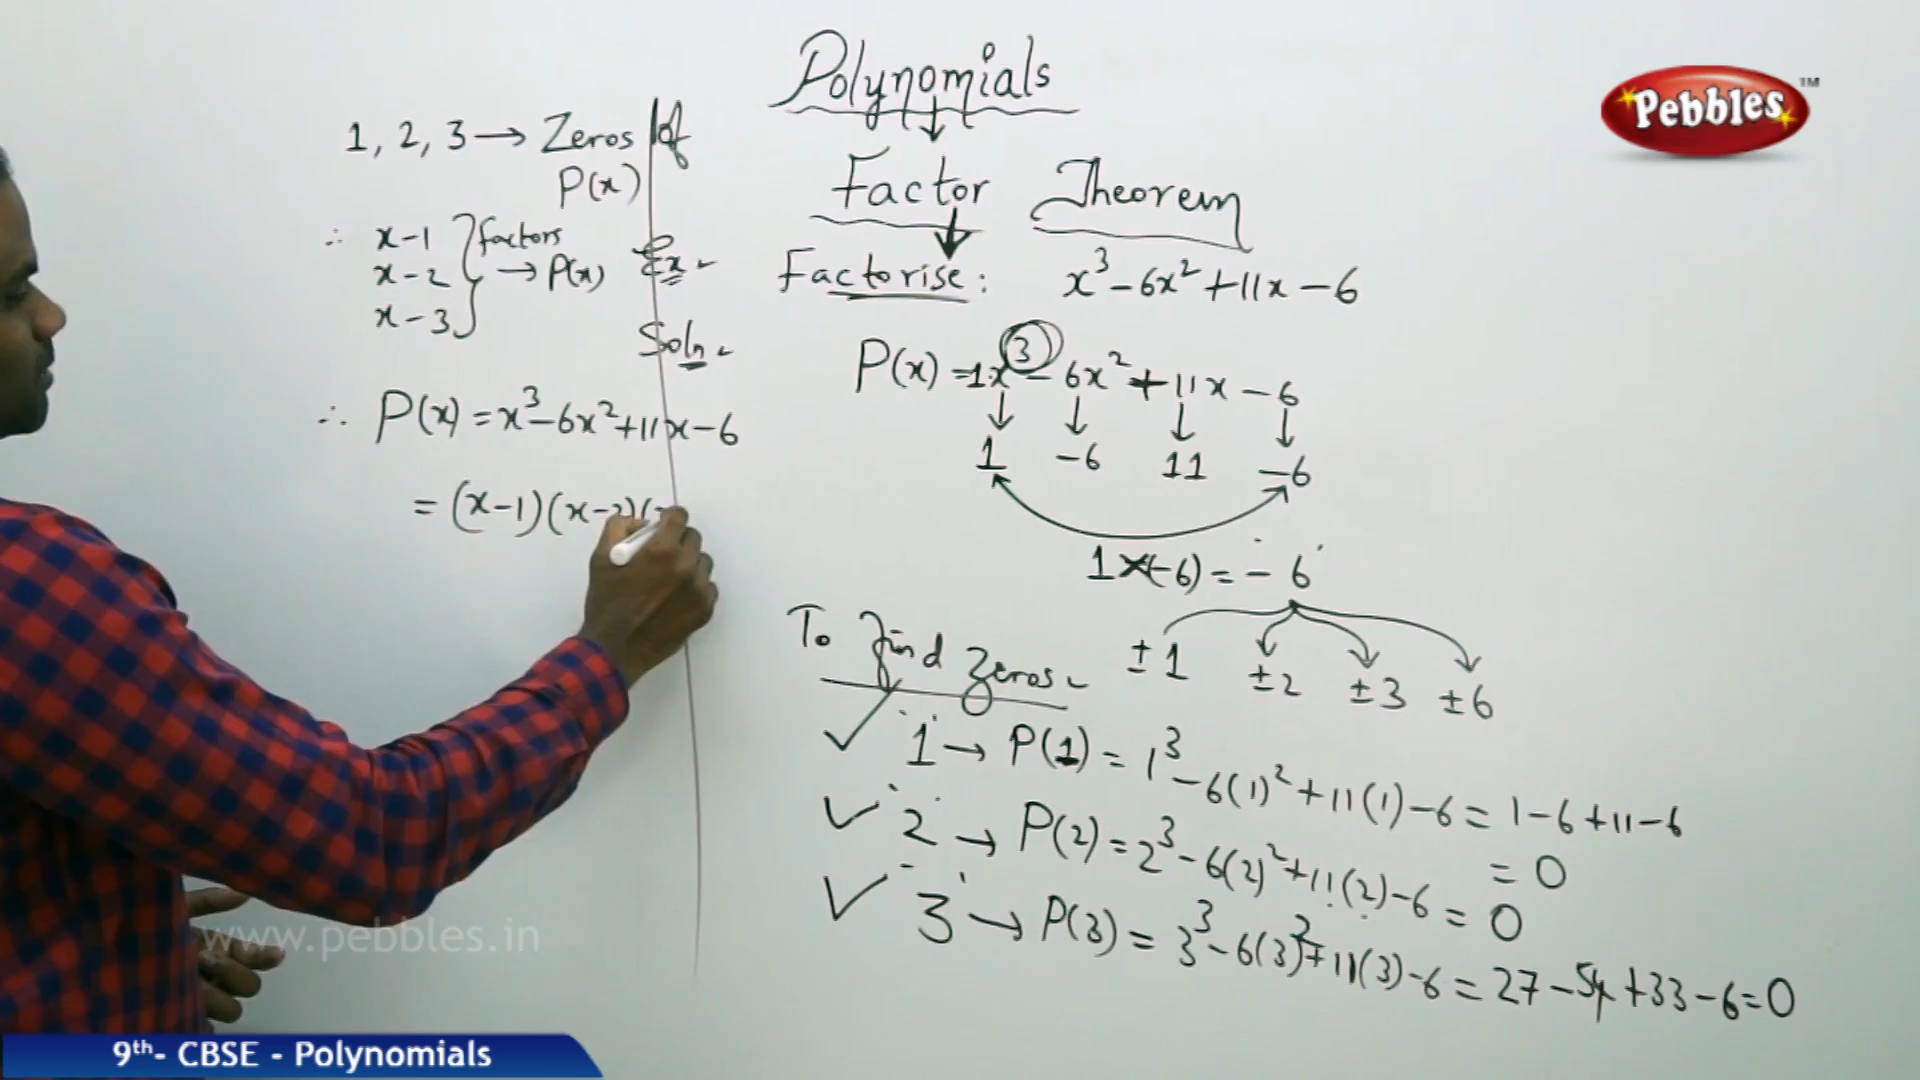 Polynomials
Pebbles™
1, 2, 3 → Zeros of
P(x)
Factor Theorem
∴ x-1 } factors
x-2 → P(x)
x-3
Ex
Factorise: x³-6x²+11x-6
Soln
P(x) =1x³-6x²+11x-6
∴ P(x) = x³-6x²+11x-6
1 -6 11 -6
= (x-1)(x-2)(
1×(-6) = -6
To find Zeros
±1 ±2 ±3 ±6
✓ '1' → P(1) = 1³-6(1)²+11(1)-6 = 1-6+11-6
= 0
✓ '2' → P(2) = 2³-6(2)²+11(2)-6 = 0
✓ '3' → P(3) = 3³-6(3)²+11(3)-6 = 27-54+33-6=0
www.pebbles.in
9th- CBSE - Polynomials